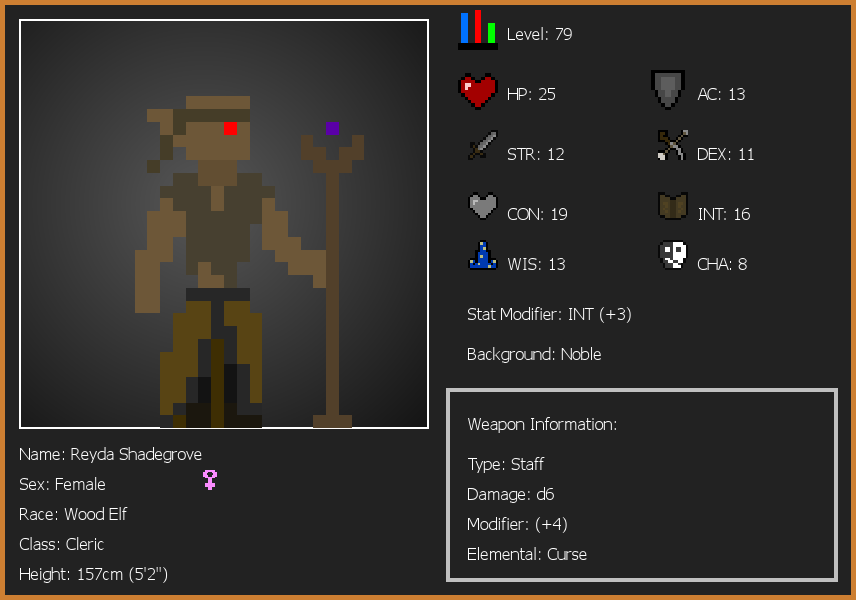 Level: 79
HP: 25
AC: 13
STR: 12
DEX: 11
CON: 19
INT: 16
WIS: 13
CHA: 8
Stat Modifier: INT (+3)
Background: Noble
Weapon Information:
Type: Staff
Damage: d6
Modifier: (+4)
Elemental: Curse
Name: Reyda Shadegrove
Sex: Female
Race: Wood Elf
Class: Cleric
Height: 157cm (5'2")